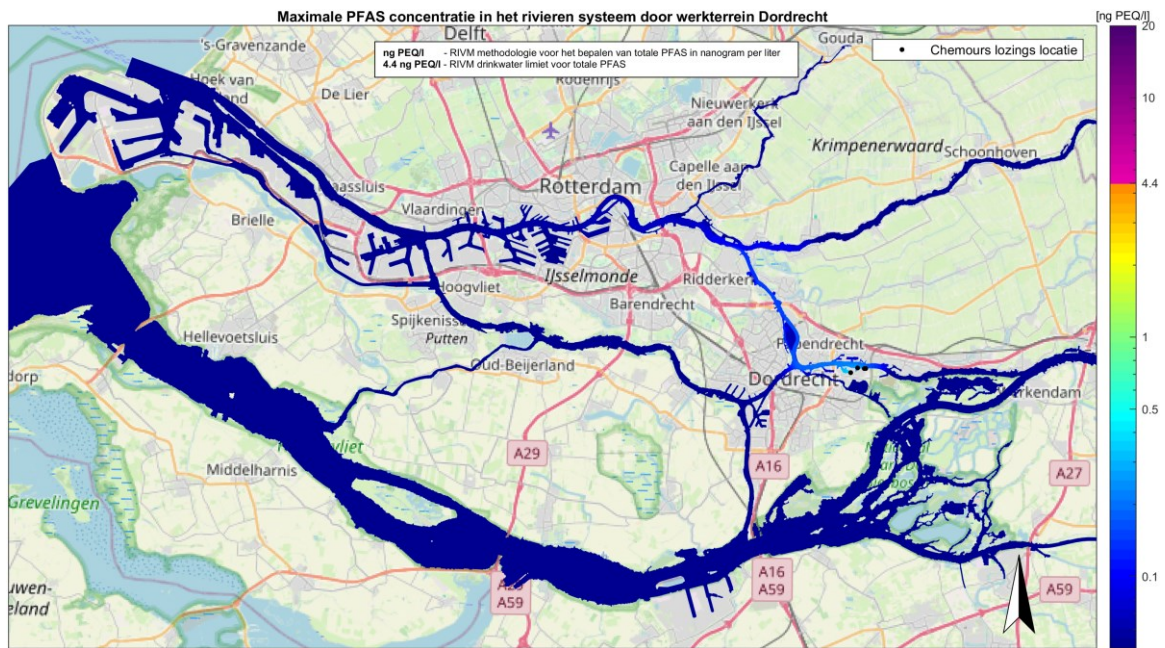 Maximale PFAS concentratie in het rivieren systeem door werkterrein Dordrecht
[ng PEQ/l]
ng PEQ/l - RIVM methodologie voor het bepalen van totale PFAS in nanogram per liter
4.4 ng PEQ/l - RIVM drinkwater limiet voor totale PFAS
Chemours lozings locatie
20
10
4.4
1
0.5
0.1
Delft
Gouda
's-Gravenzande
Hoek van
De Lier
Rodenrijs
Nieuwerkerk
aan den IJssel
Krimpenerwaard
Schoonhoven
Capelle aan
den IJssel
Rotterdam
Vlaardingen
Brielle
IJsselmonde
Ridderkerk
Hoogvliet
Barendrecht
Spijkenisse
Putten
Hellevoetsluis
Oud-Beijerland
Dordrecht
A29
A16
A27
Middelharnis
Grevelingen
A16
A59
A59
A59